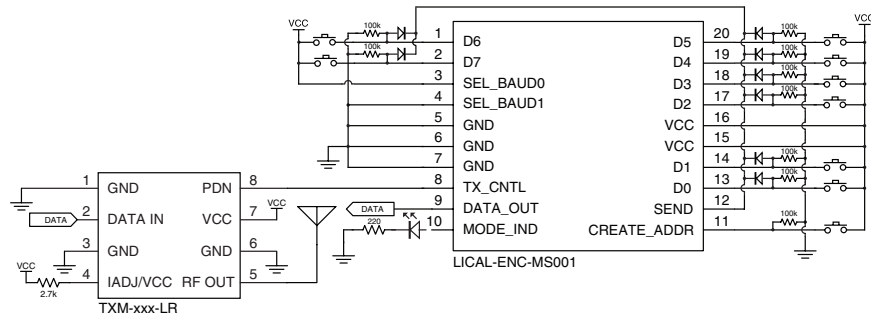 VCC
100k
100k
1 D6
2 D7
3 SEL_BAUD0
4 SEL_BAUD1
5 GND
6 GND
7 GND
8 TX_CNTL
DATA 9 DATA_OUT
220 10 MODE_IND
VCC
100k
20 D5
100k
19 D4
100k
18 D3
100k
17 D2
16 VCC
15 VCC
100k
14 D1
100k
13 D0
12 SEND
100k
11 CREATE_ADDR
LICAL-ENC-MS001
1 GND
DATA 2 DATA IN
3 GND
VCC
2.7k
4 IADJ/VCC
PDN 8
VCC 7 VCC
GND 6
RF OUT 5
TXM-xxx-LR